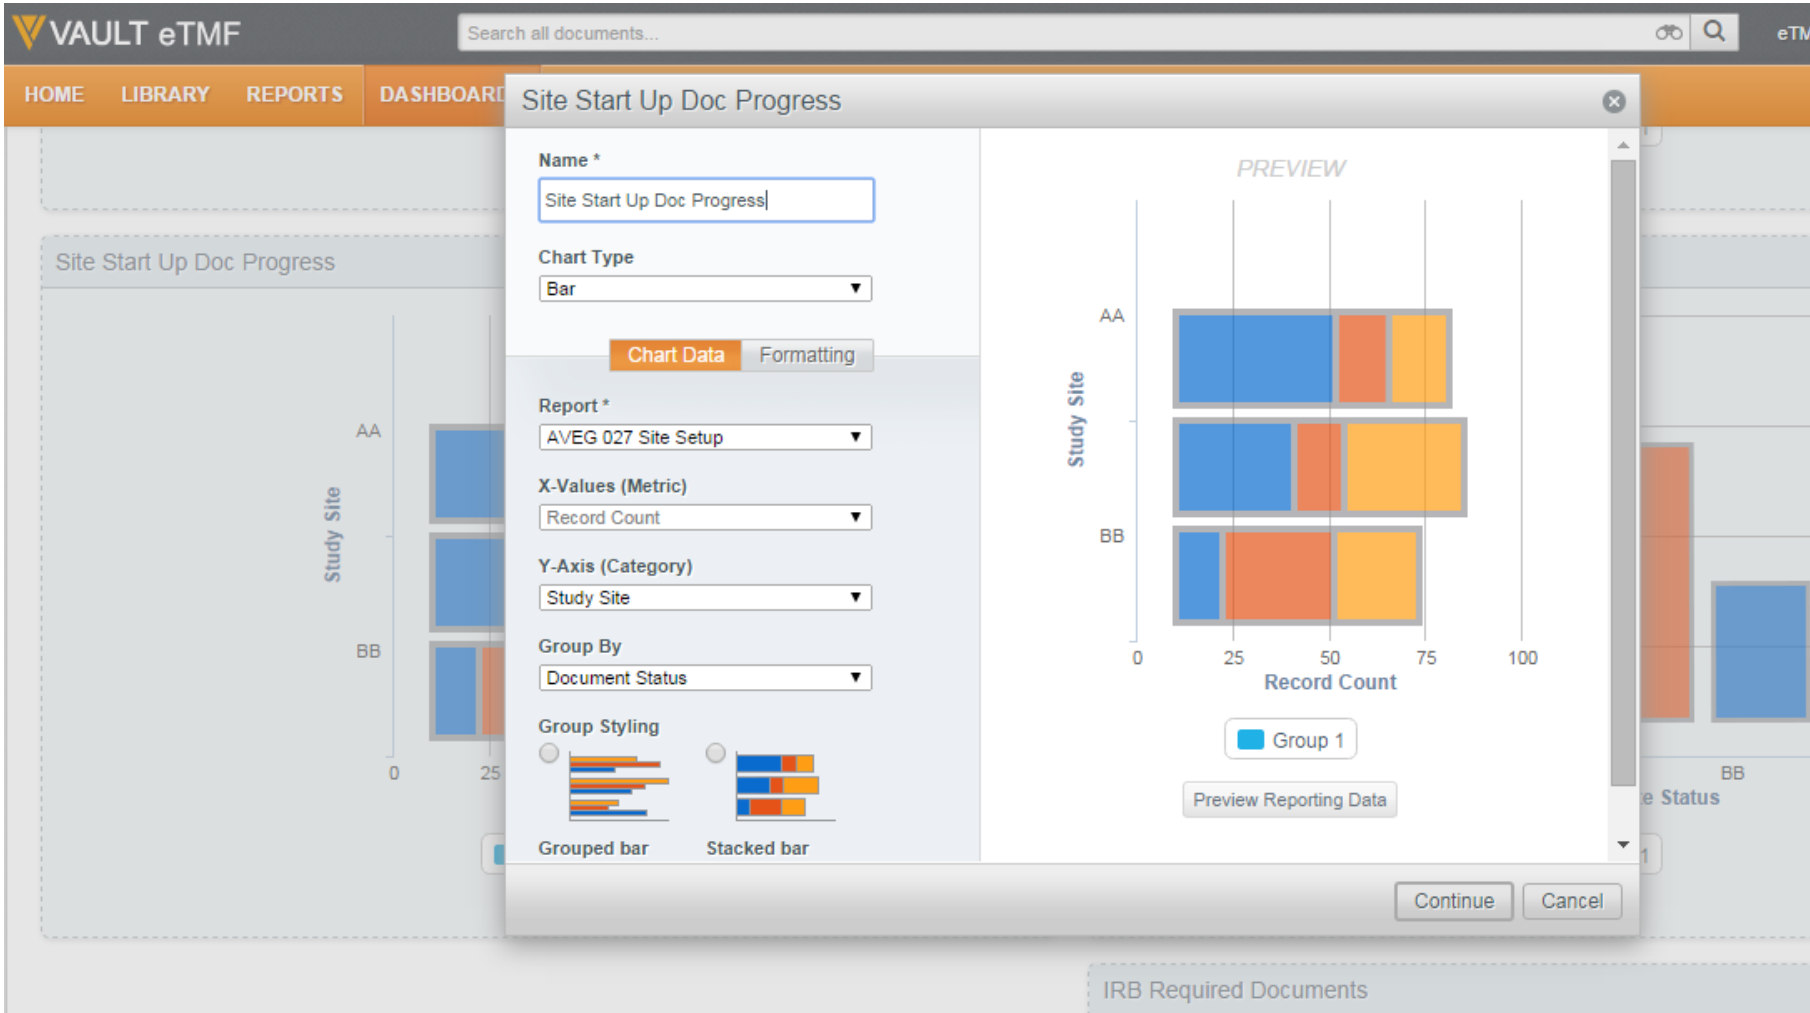 VAULT eTMF
Search all documents...
HOME LIBRARY REPORTS DASHBOARD
Site Start Up Doc Progress
Name *
Site Start Up Doc Progress
Chart Type
Bar
Chart Data Formatting
Report *
AVEG 027 Site Setup
X-Values (Metric)
Record Count
Y-Axis (Category)
Study Site
Group By
Document Status
Group Styling
Grouped bar Stacked bar
PREVIEW
AA
BB
Study Site
0 25 50 75 100
Record Count
Group 1
Preview Reporting Data
Continue Cancel
Site Start Up Doc Progress
AA
BB
Study Site
0 25
BB
Status
1
IRB Required Documents